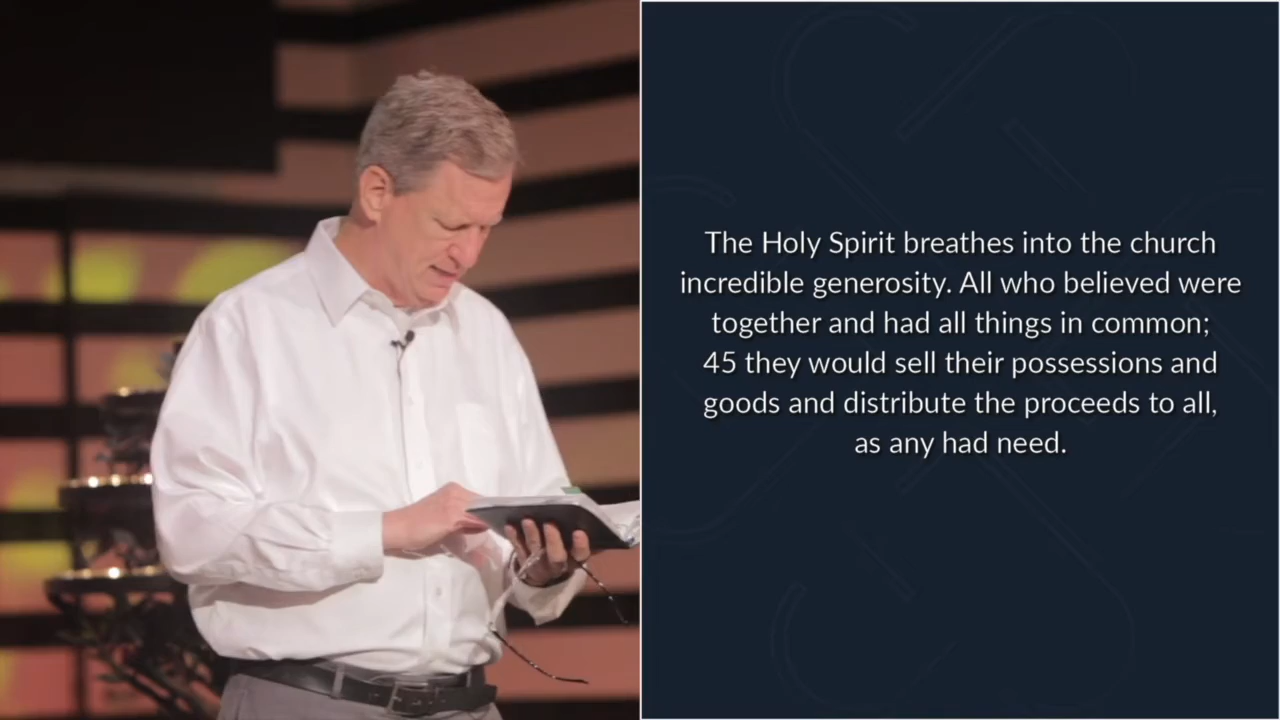 The Holy Spirit breathes into the church
incredible generosity. All who believed were
together and had all things in common;
45 they would sell their possessions and
goods and distribute the proceeds to all,
as any had need.